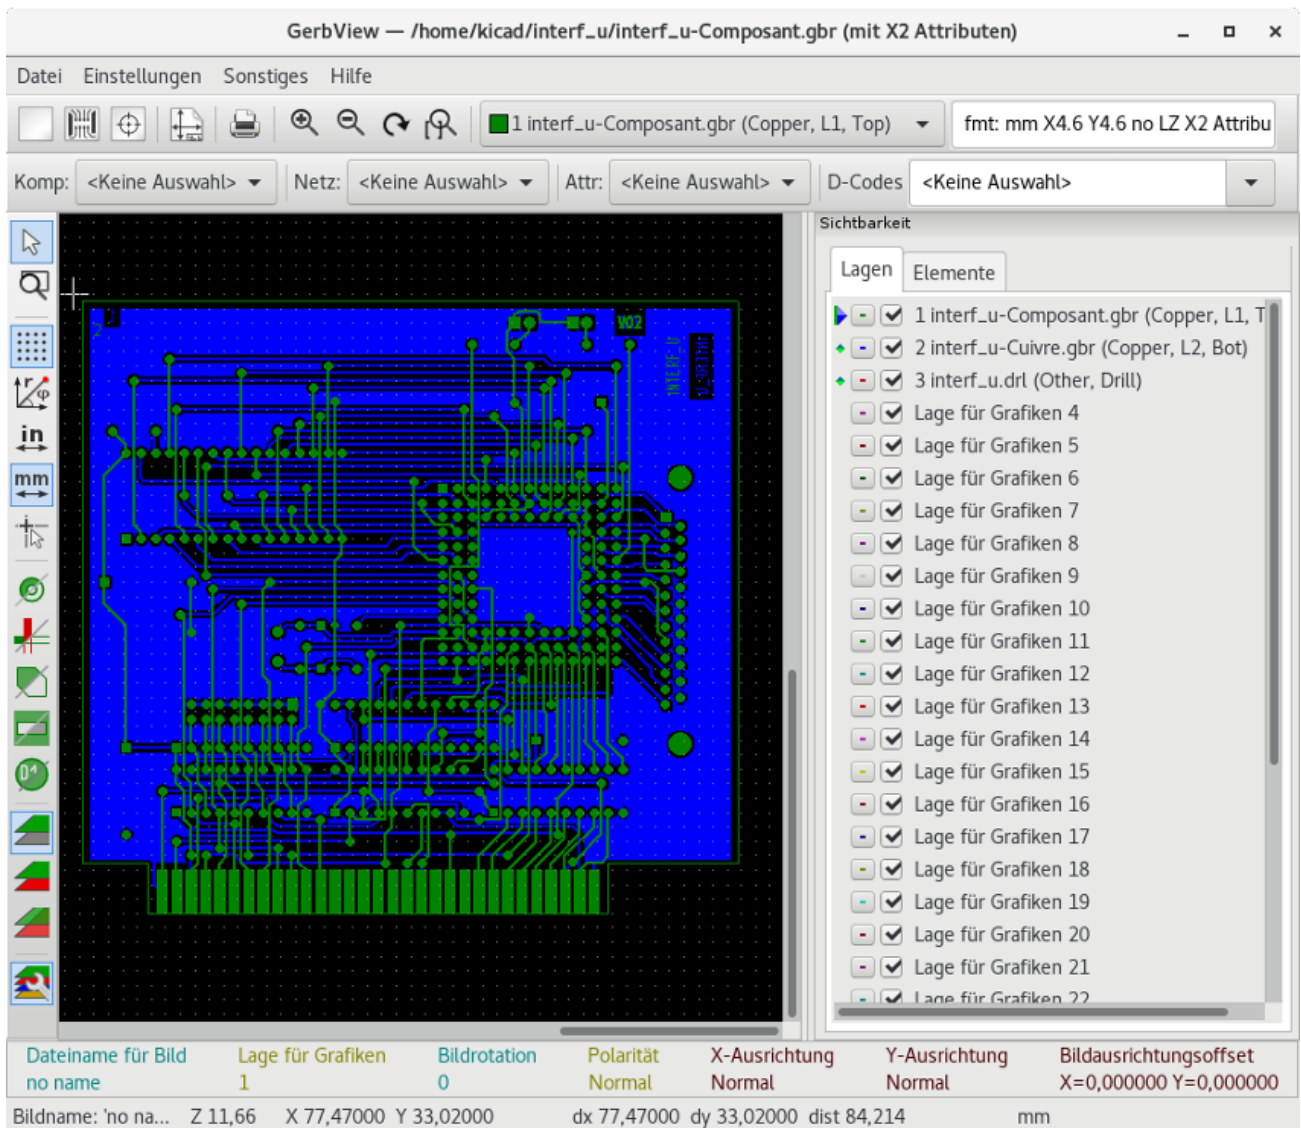 GerbView — /home/kicad/interf_u/interf_u-Composant.gbr (mit X2 Attributen)
Datei Einstellungen Sonstiges Hilfe
1 interf_u-Composant.gbr (Copper, L1, Top) fmt: mm X4.6 Y4.6 no LZ X2 Attribu
Komp: <Keine Auswahl> Netz: <Keine Auswahl> Attr: <Keine Auswahl> D-Codes <Keine Auswahl>
in
mm
V02
INTERF_U
Sichtbarkeit
Lagen Elemente
1 interf_u-Composant.gbr (Copper, L1, T
2 interf_u-Cuivre.gbr (Copper, L2, Bot)
3 interf_u.drl (Other, Drill)
Lage für Grafiken 4
Lage für Grafiken 5
Lage für Grafiken 6
Lage für Grafiken 7
Lage für Grafiken 8
Lage für Grafiken 9
Lage für Grafiken 10
Lage für Grafiken 11
Lage für Grafiken 12
Lage für Grafiken 13
Lage für Grafiken 14
Lage für Grafiken 15
Lage für Grafiken 16
Lage für Grafiken 17
Lage für Grafiken 18
Lage für Grafiken 19
Lage für Grafiken 20
Lage für Grafiken 21
Lage für Grafiken 22
Dateiname für Bild Lage für Grafiken Bildrotation Polarität X-Ausrichtung Y-Ausrichtung Bildausrichtungsoffset
no name 1 0 Normal Normal Normal X=0,000000 Y=0,000000
Bildname: 'no na... Z 11,66 X 77,47000 Y 33,02000 dx 77,47000 dy 33,02000 dist 84,214 mm